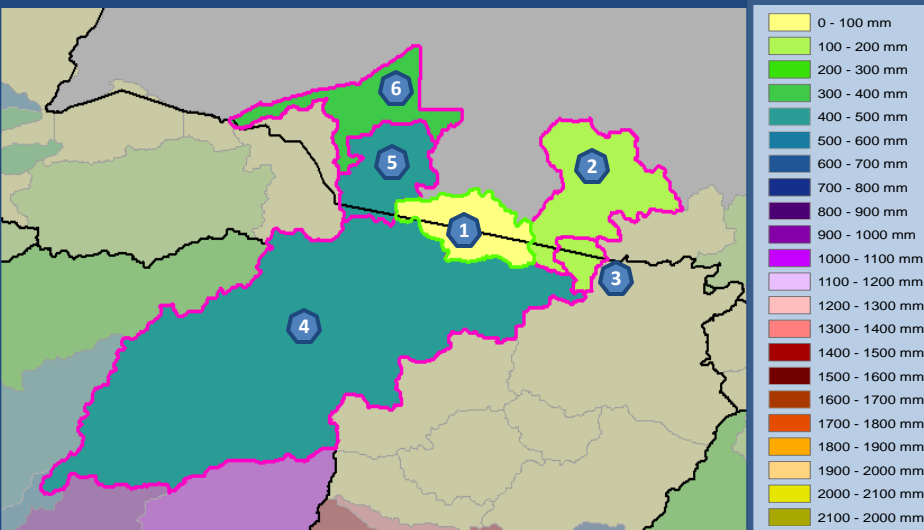 6
5
2
1
3
4
0 - 100 mm
100 - 200 mm
200 - 300 mm
300 - 400 mm
400 - 500 mm
500 - 600 mm
600 - 700 mm
700 - 800 mm
800 - 900 mm
900 - 1000 mm
1000 - 1100 mm
1100 - 1200 mm
1200 - 1300 mm
1300 - 1400 mm
1400 - 1500 mm
1500 - 1600 mm
1600 - 1700 mm
1700 - 1800 mm
1800 - 1900 mm
1900 - 2000 mm
2000 - 2100 mm
2100 - 2000 mm